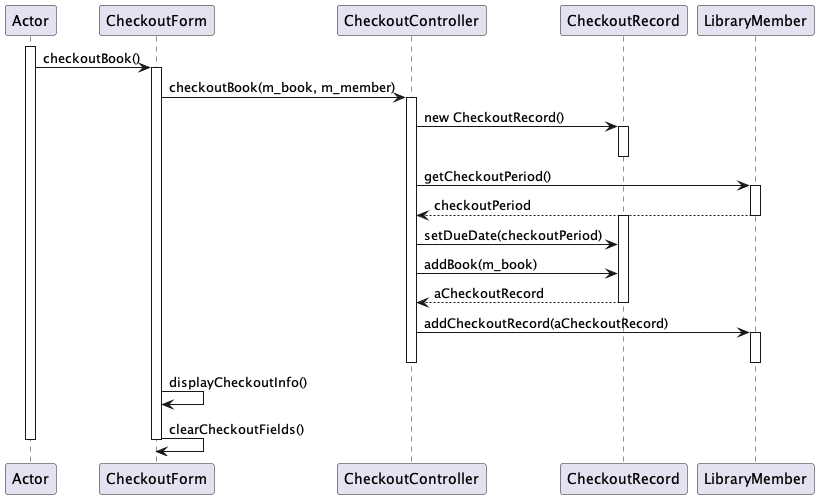 Actor CheckoutForm CheckoutController CheckoutRecord LibraryMember
checkoutBook()
checkoutBook(m_book, m_member)
new CheckoutRecord()
getCheckoutPeriod()
checkoutPeriod
setDueDate(checkoutPeriod)
addBook(m_book)
aCheckoutRecord
addCheckoutRecord(aCheckoutRecord)
displayCheckoutInfo()
clearCheckoutFields()
Actor CheckoutForm CheckoutController CheckoutRecord LibraryMember